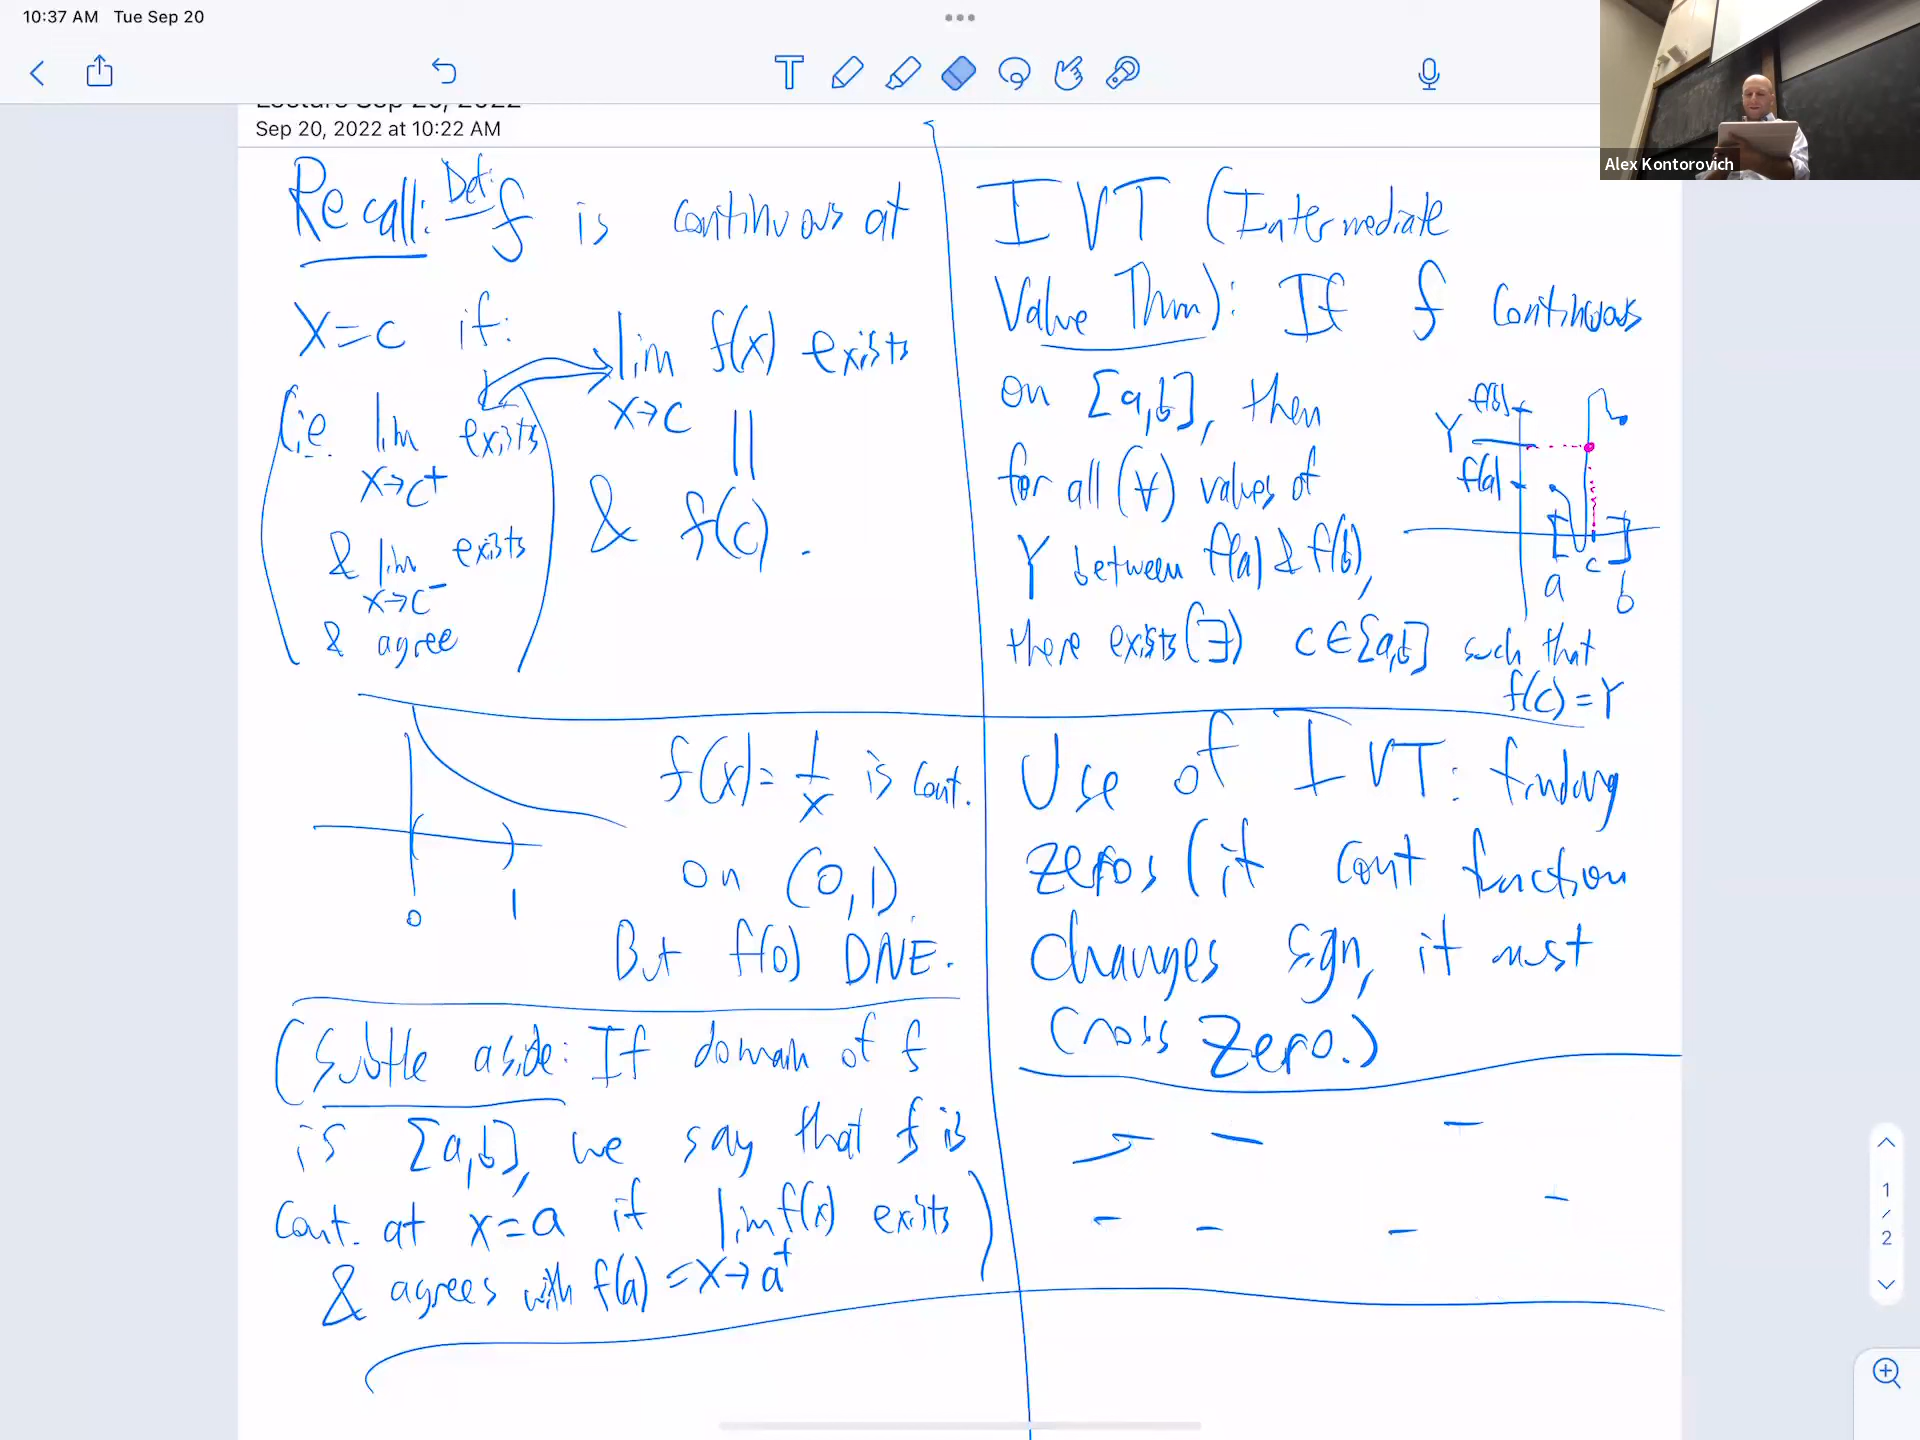 10:37 AM Tue Sep 20
Alex Kontorovich
Lecture Sep 20, 2022
Sep 20, 2022 at 10:22 AM
Recall: Def: f is continuous at
x=c if:
lim f(x) exists
x→c
||
& f(c).
(i.e. lim exists
x→c⁺
& lim exists
x→c⁻
& agree)
f(x)=1/x is cont.
on (0,1)
But f(0) DNE.
0 1
(Subtle aside: If domain of f
is [a,b], we say that f is
cont. at x=a if lim f(x) exists
& agrees with f(a) = x→a⁺)
IVT (Intermediate
Value Thm): If f continuous
on [a,b], then
for all (∀) values of
Y between f(a) & f(b),
there exists (∃) c∈[a,b] such that
f(c)=Y
f(b)
Y
f(a)
a c b
Use of IVT: finding
zeros (if cont function
changes sign, it must
cross zero.)
1
/
2